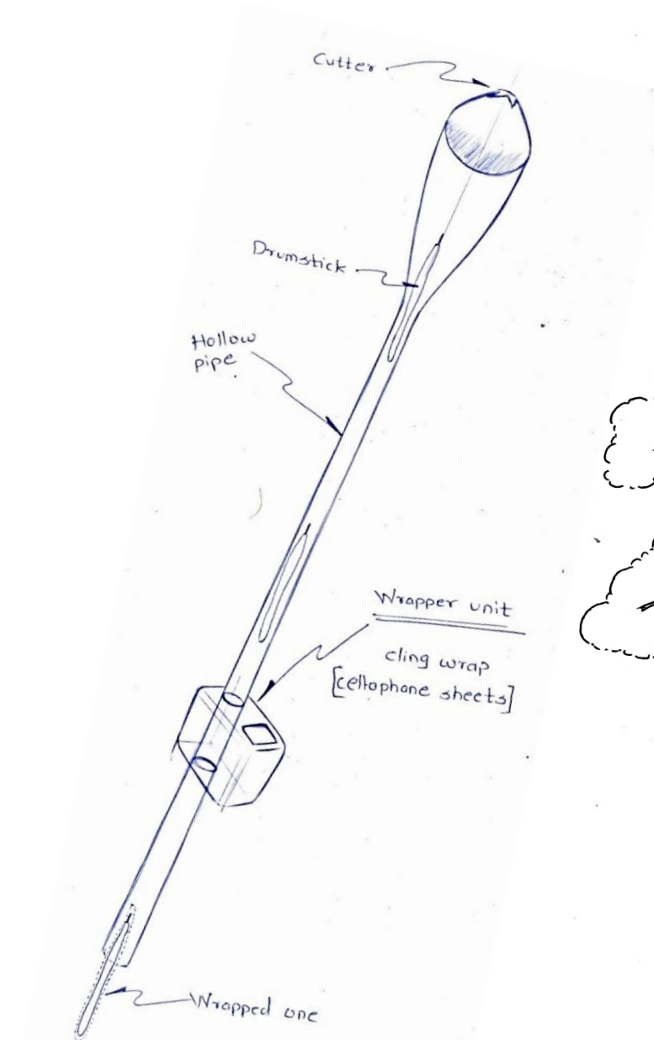 Cutter
Drumstick
Hollow
pipe
Wrapper unit
cling wrap
[cellophane sheets]
Wrapped one